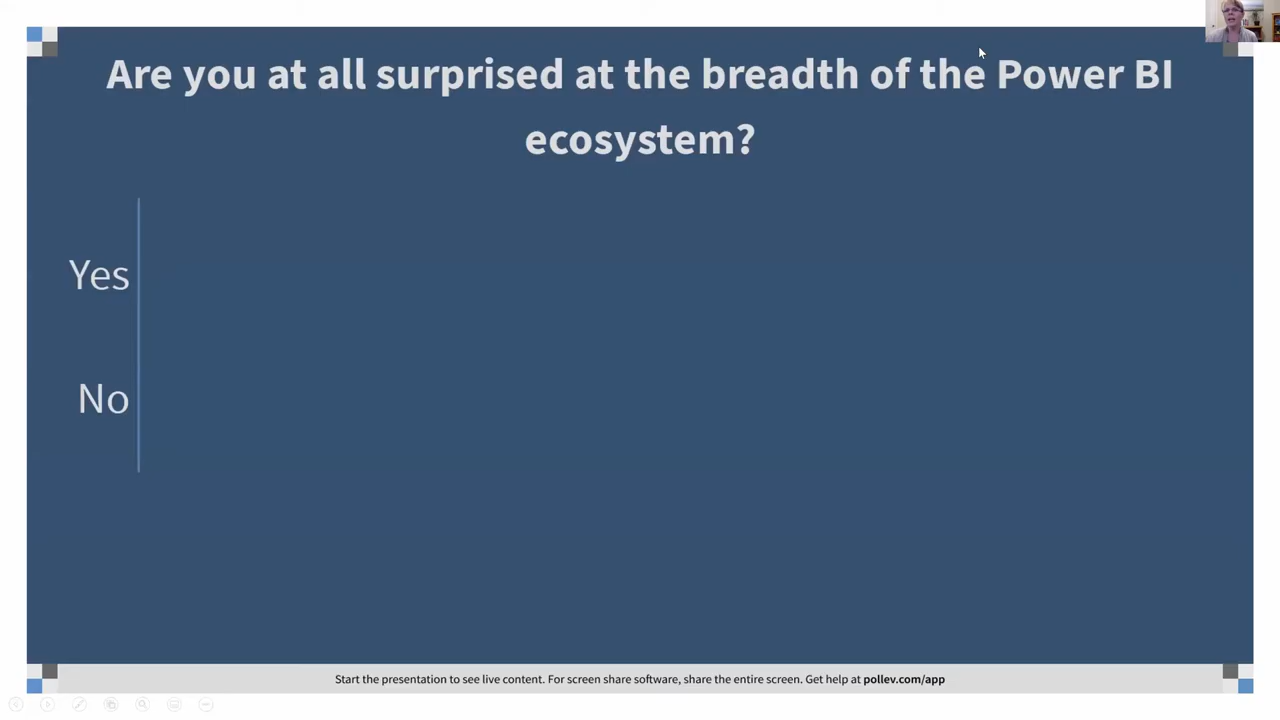 Are you at all surprised at the breadth of the Power BI
ecosystem?
Yes
No
Start the presentation to see live content. For screen share software, share the entire screen. Get help at pollev.com/app